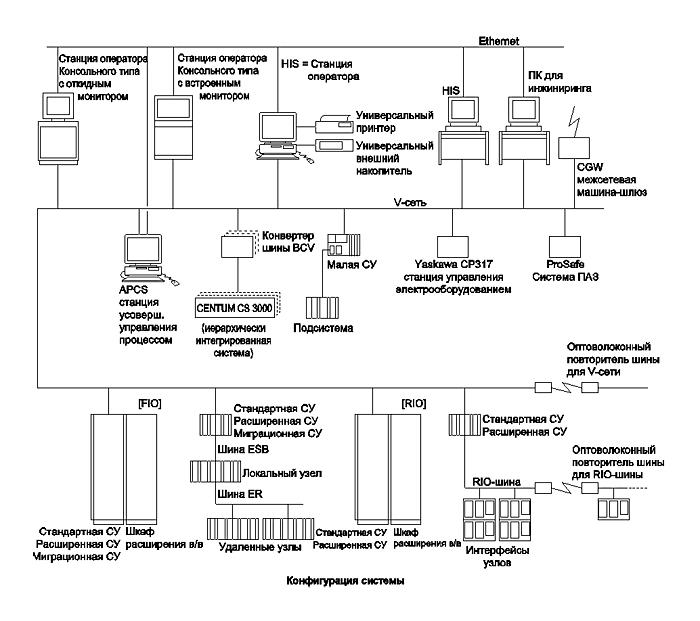 Ethernet
Станция оператора
Консольного типа
с откидным
монитором
Станция оператора
Консольного типа
с встроенным
монитором
HIS = Станция
оператора
Универсальный
принтер
Универсальный
внешний
накопитель
HIS
ПК для
инжиниринга
CGW
межсетевая
машина-шлюз
V-сеть
APCS
станция
усоверш.
управления
процессом
Конвертер
шины BCV
CENTUM CS 3000
(иерархически
интегрированная
система)
Малая СУ
Подсистема
Yaskawa CP317
станция управления
электрооборудованием
ProSafe
Система ПАЗ
Оптоволоконный
повторитель шины
для V-сети
[FIO]
Стандартная СУ
Расширенная СУ
Миграционная СУ
Шкаф
расширения в/в
Стандартная СУ
Расширенная СУ
Миграционная СУ
Шина ESB
Локальный узел
Шина ER
Удаленные узлы
[RIO]
Стандартная СУ
Расширенная СУ
Шкаф
расширения в/в
Стандартная СУ
Расширенная СУ
Оптоволоконный
повторитель шины
для RIO-шины
RIO-шина
Интерфейсы
узлов
Конфигурация системы